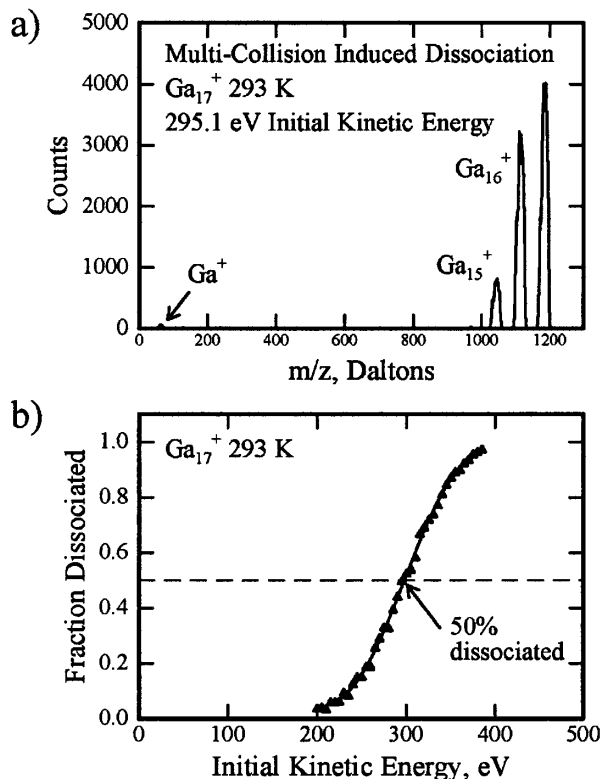 a)
5000
4000
3000
2000
1000
0
Counts
Multi-Collision Induced Dissociation
Ga₁₇⁺ 293 K
295.1 eV Initial Kinetic Energy
Ga₁₆⁺
Ga₁₅⁺
Ga⁺
0 200 400 600 800 1000 1200
m/z, Daltons
b)
1.0
0.8
0.6
0.4
0.2
0.0
Fraction Dissociated
Ga₁₇⁺ 293 K
50%
dissociated
0 100 200 300 400 500
Initial Kinetic Energy, eV